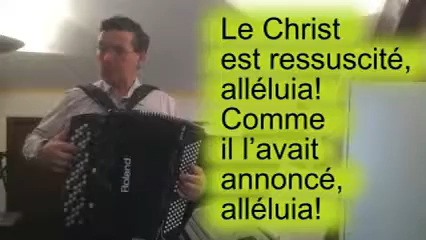 Le Christ
est ressuscité,
alléluia!
Comme
il l'avait
annoncé,
alléluia!
Roland